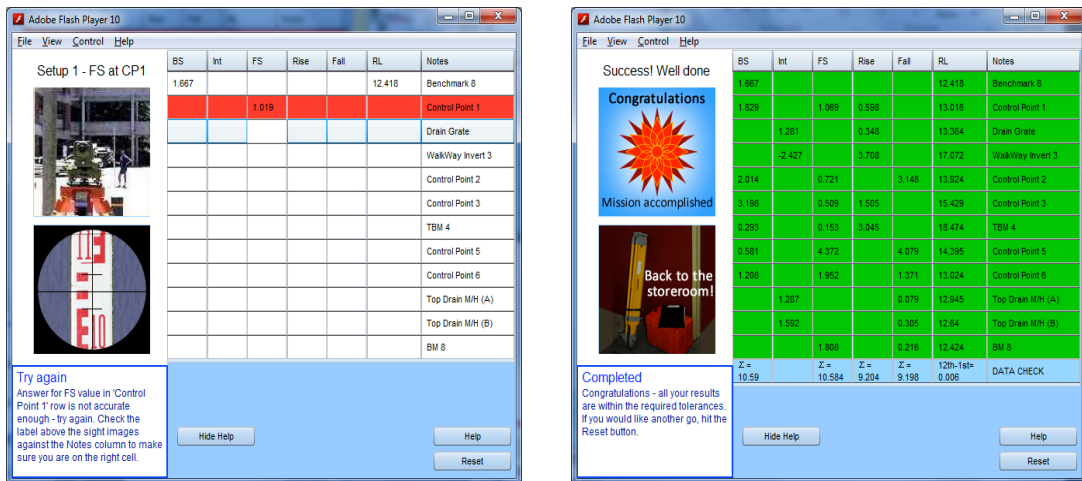 Adobe Flash Player 10
File View Control Help
Setup 1 - FS at CP1
BS Int FS Rise Fall RL Notes
1.667 12.418 Benchmark 8
1.019 Control Point 1
Drain Grate
WalkWay Invert 3
Control Point 2
Control Point 3
TBM 4
Control Point 5
Control Point 6
Top Drain M/H (A)
Top Drain M/H (B)
BM 8
Try again
Answer for FS value in 'Control
Point 1' row is not accurate
enough - try again. Check the
label above the sight images
against the Notes column to make
sure you are on the right cell.
Hide Help
Help
Reset
Adobe Flash Player 10
File View Control Help
Success! Well done
Congratulations
Mission accomplished
Back to the
storeroom!
BS Int FS Rise Fall RL Notes
1.667 12.418 Benchmark 8
1.629 1.069 0.598 13.016 Control Point 1
1.281 0.348 13.364 Drain Grate
-2.427 3.708 17.072 WalkWay Invert 3
2.014 0.721 3.148 13.924 Control Point 2
3.198 0.509 1.505 15.429 Control Point 3
0.293 0.153 3.045 18.474 TBM 4
0.581 4.372 4.079 14.395 Control Point 5
1.208 1.952 1.371 13.024 Control Point 6
1.287 0.079 12.945 Top Drain M/H (A)
1.592 0.305 12.64 Top Drain M/H (B)
1.808 0.216 12.424 BM 8
Σ = Σ = Σ = Σ = 12th-1st=
10.59 10.584 9.204 9.198 0.006 DATA CHECK
Completed
Congratulations - all your results
are within the required tolerances.
If you would like another go, hit the
Reset button.
Hide Help
Help
Reset